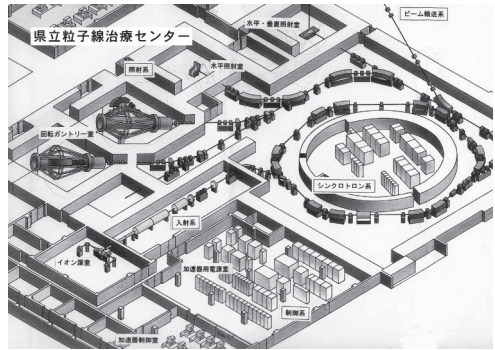 県立粒子線治療センター
ビーム輸送系
水平・垂直照射室
照射系
水平照射室
回転ガントリー室
シンクロトロン系
入射系
イオン源室
加速器用電源室
制御系
加速器制御室